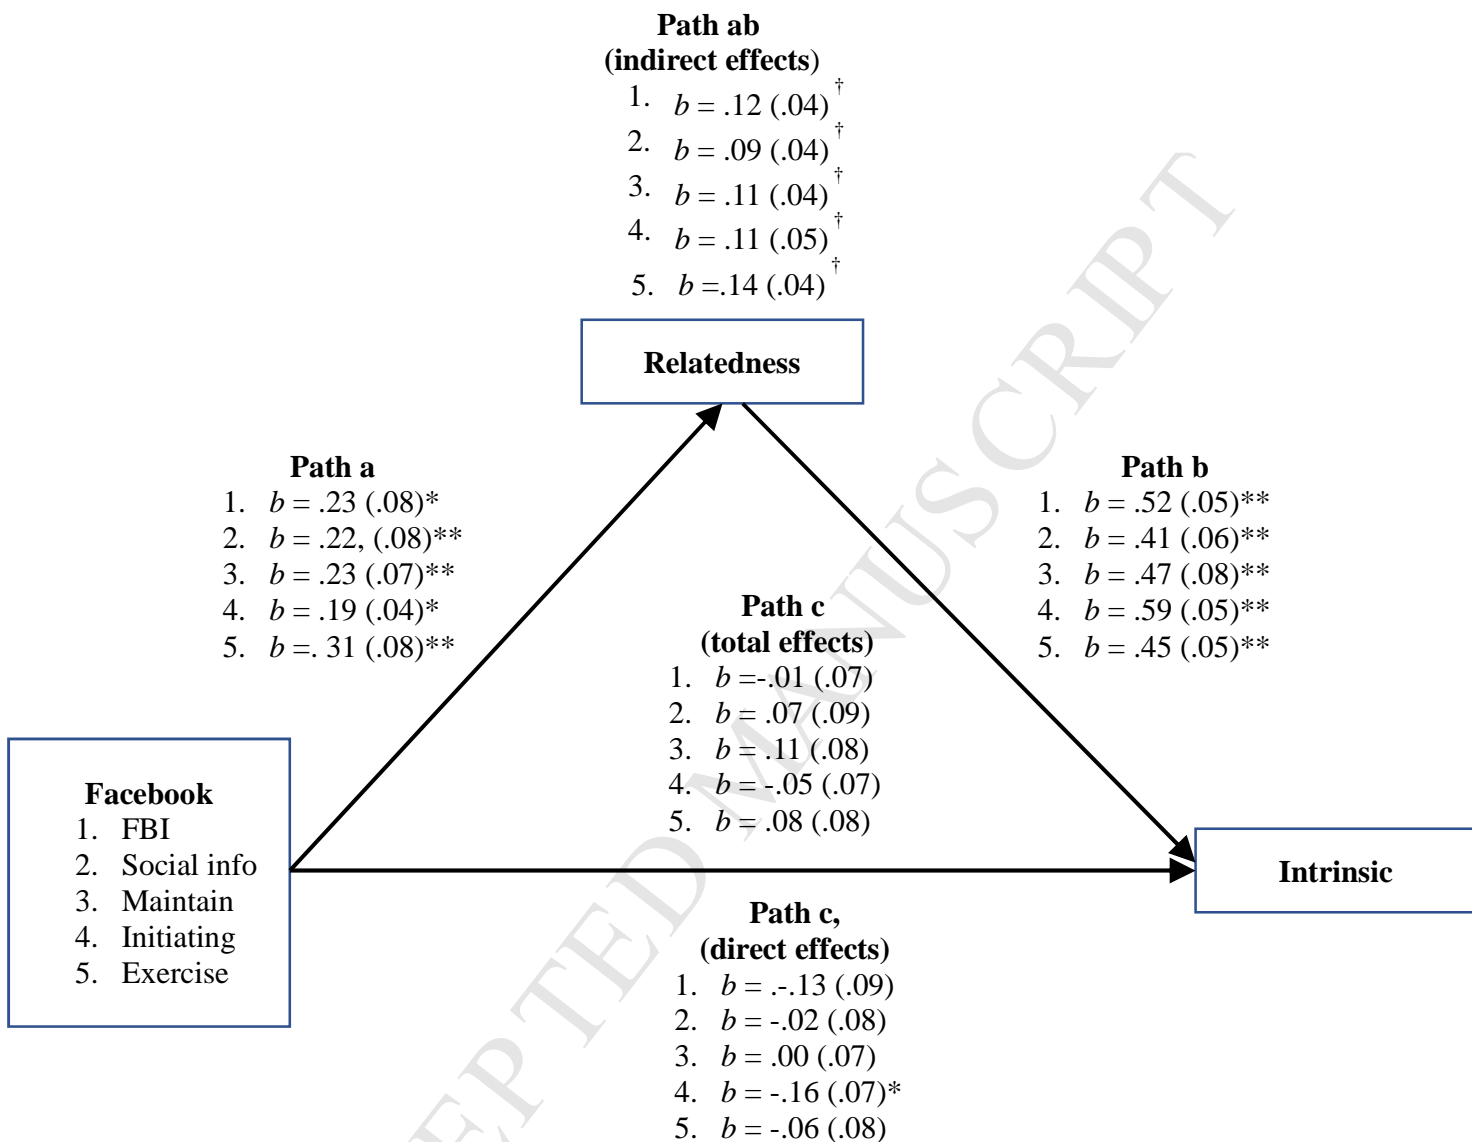 Path ab
(indirect effects)
1. b = .12 (.04) †
2. b = .09 (.04) †
3. b = .11 (.04) †
4. b = .11 (.05) †
5. b =.14 (.04) †
Relatedness
Path a
1. b = .23 (.08)*
2. b = .22, (.08)**
3. b = .23 (.07)**
4. b = .19 (.04)*
5. b =. 31 (.08)**
Path b
1. b = .52 (.05)**
2. b = .41 (.06)**
3. b = .47 (.08)**
4. b = .59 (.05)**
5. b = .45 (.05)**
Path c
(total effects)
1. b =-.01 (.07)
2. b = .07 (.09)
3. b = .11 (.08)
4. b = -.05 (.07)
5. b = .08 (.08)
Facebook
1. FBI
2. Social info
3. Maintain
4. Initiating
5. Exercise
Intrinsic
Path c,
(direct effects)
1. b = .-.13 (.09)
2. b = -.02 (.08)
3. b = .00 (.07)
4. b = -.16 (.07)*
5. b = -.06 (.08)
EPTED MANUSCRIPT